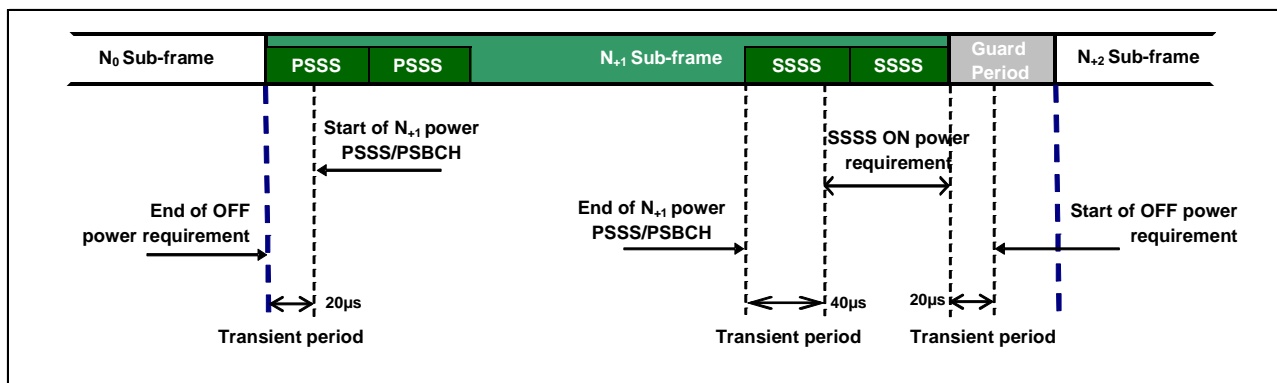 N₀ Sub-frame
PSSS
PSSS
N₊₁ Sub-frame
SSSS
SSSS
Guard
Period
N₊₂ Sub-frame
Start of N₊₁ power
PSSS/PSBCH
SSSS ON power
requirement
End of OFF
power requirement
End of N₊₁ power
PSSS/PSBCH
Start of OFF power
requirement
20µs
40µs
20µs
Transient period
Transient period
Transient period